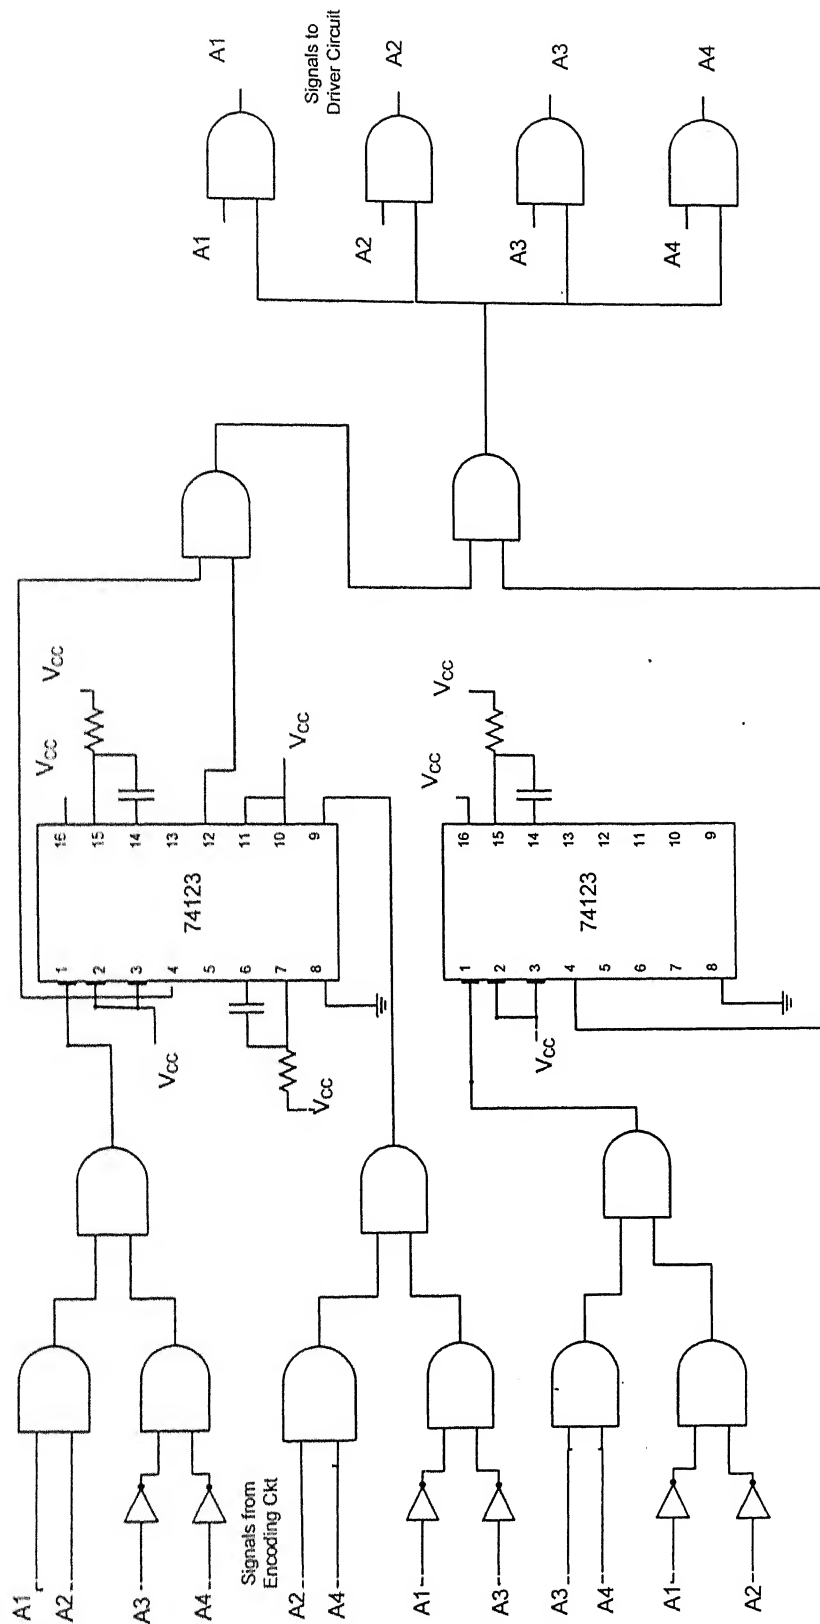 A1
A2
A3
A4
Signals from
Encoding Ckt
A2
A4
A1
A3
A3
A4
A1
A2
1
2
3
4
5
6
7
8
74123
16
15
14
13
12
11
10
9
Vcc
Vcc
Vcc
Vcc
Vcc
1
2
3
4
5
6
7
8
74123
16
15
14
13
12
11
10
9
Vcc
Vcc
Vcc
A1
A2
A3
A4
A1
Signals to
Driver Circuit
A2
A3
A4